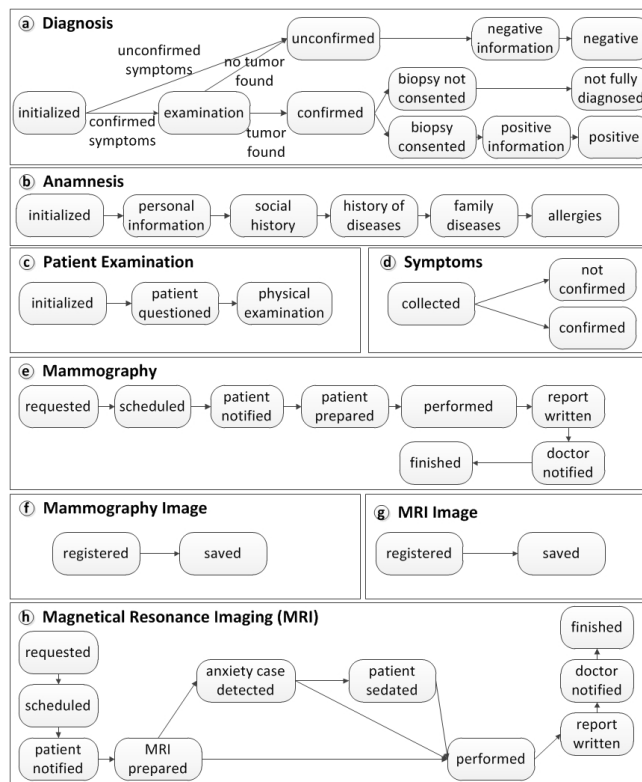 a Diagnosis
unconfirmed
symptoms
no tumor
found
unconfirmed
negative
information
negative
initialized
confirmed
symptoms
examination
tumor
found
confirmed
biopsy not
consented
not fully
diagnosed
biopsy
consented
positive
information
positive
b Anamnesis
initialized
personal
information
social
history
history of
diseases
family
diseases
allergies
c Patient Examination
initialized
patient
questioned
physical
examination
d Symptoms
collected
not
confirmed
confirmed
e Mammography
requested
scheduled
patient
notified
patient
prepared
performed
report
written
doctor
notified
finished
f Mammography Image
registered
saved
g MRI Image
registered
saved
h Magnetical Resonance Imaging (MRI)
requested
scheduled
patient
notified
MRI
prepared
anxiety case
detected
patient
sedated
performed
report
written
doctor
notified
finished